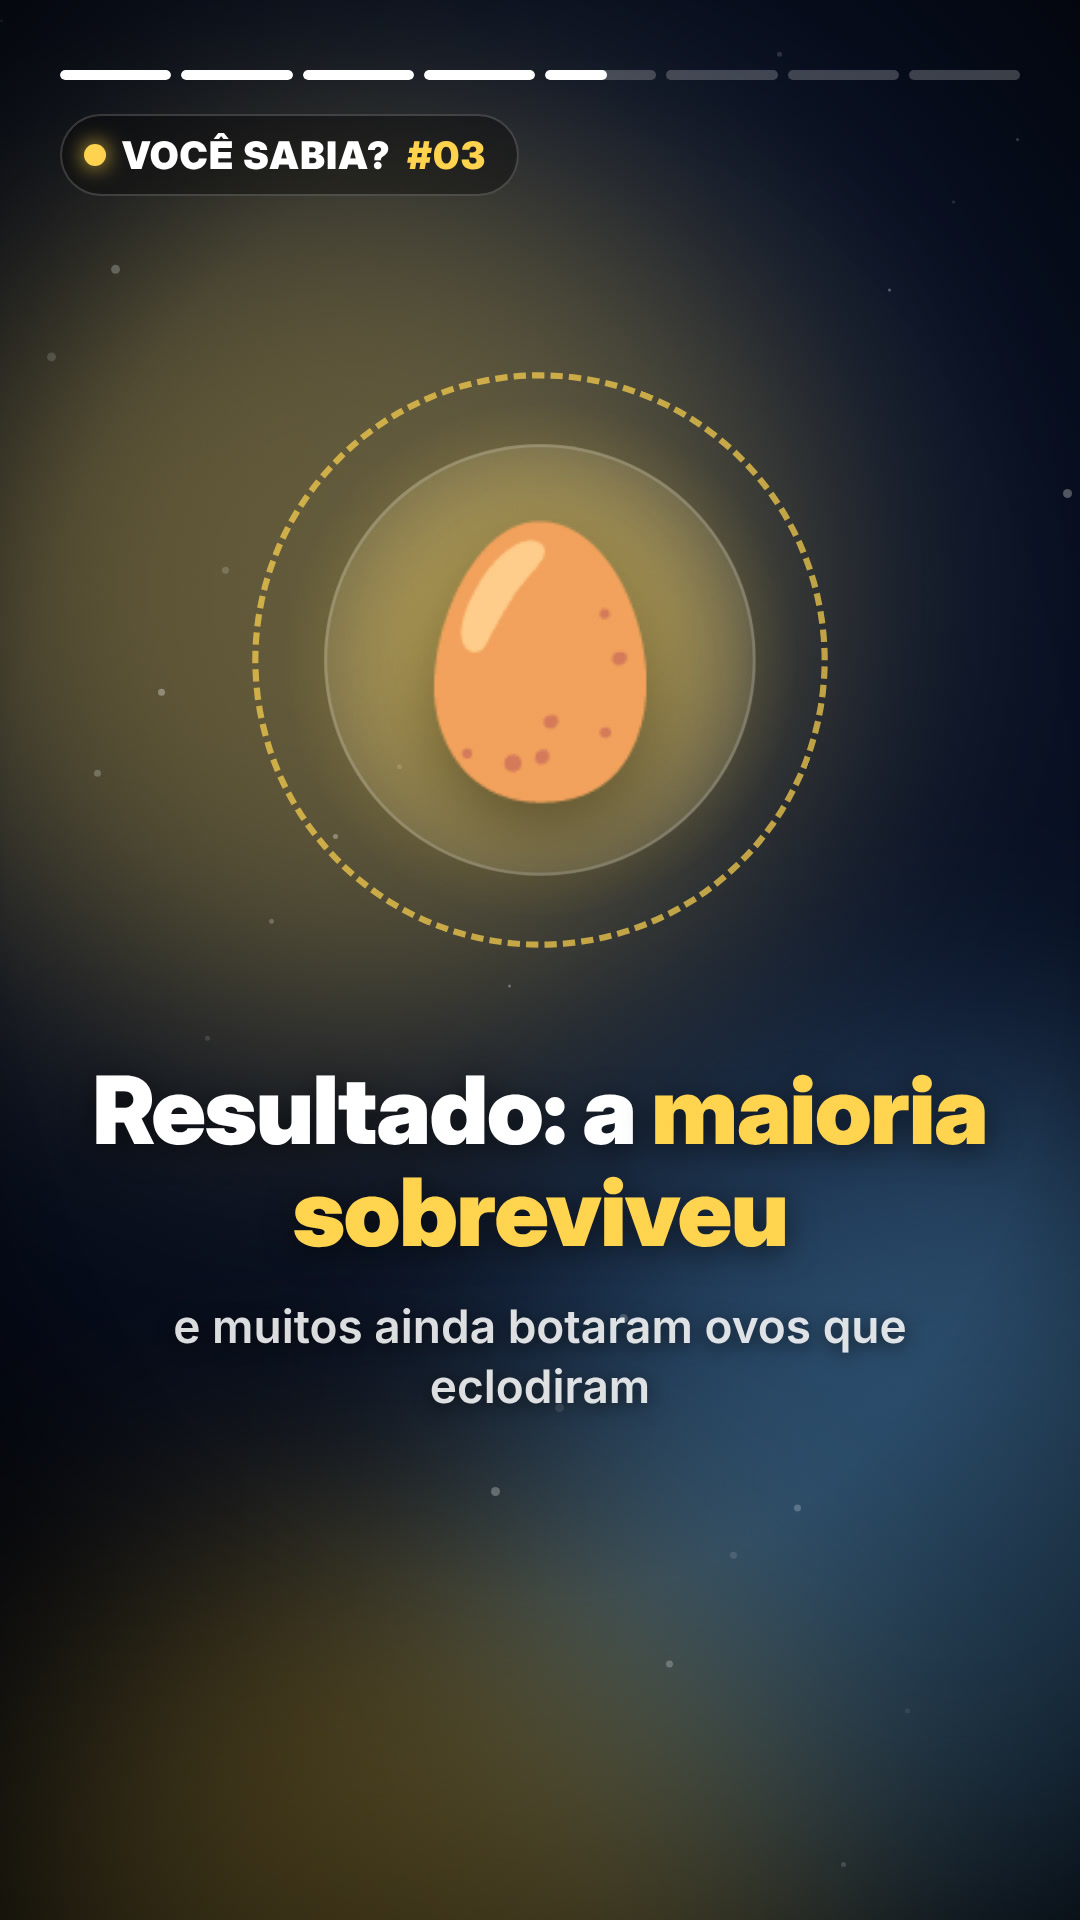 VOCÊ SABIA? #03
Resultado: a maioria
sobreviveu
e muitos ainda botaram ovos que
eclodiram